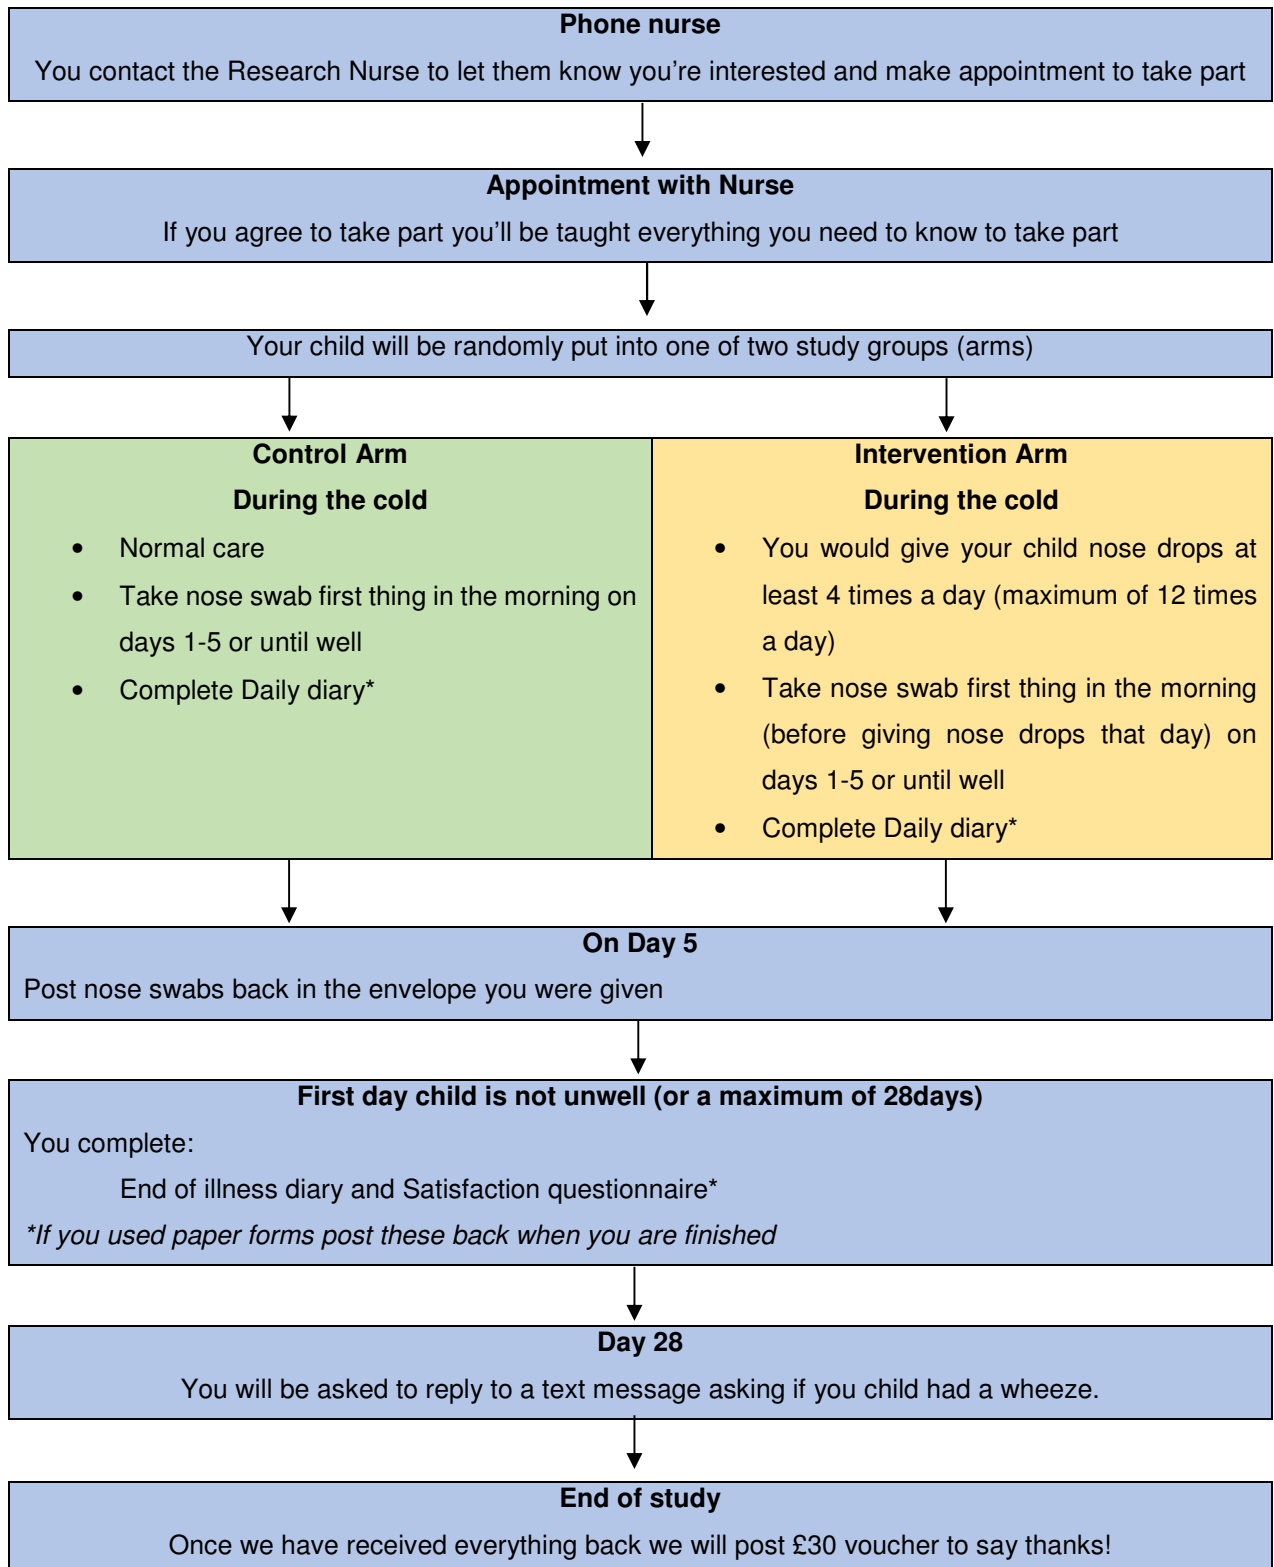 Phone nurse
You contact the Research Nurse to let them know you’re interested and make appointment to take part
Appointment with Nurse
If you agree to take part you’ll be taught everything you need to know to take part
Your child will be randomly put into one of two study groups (arms)
Control Arm
During the cold
• Normal care
• Take nose swab first thing in the morning on
days 1-5 or until well
• Complete Daily diary*
Intervention Arm
During the cold
• You would give your child nose drops at
least 4 times a day (maximum of 12 times
a day)
• Take nose swab first thing in the morning
(before giving nose drops that day) on
days 1-5 or until well
• Complete Daily diary*
On Day 5
Post nose swabs back in the envelope you were given
First day child is not unwell (or a maximum of 28days)
You complete:
End of illness diary and Satisfaction questionnaire*
*If you used paper forms post these back when you are finished
Day 28
You will be asked to reply to a text message asking if you child had a wheeze.
End of study
Once we have received everything back we will post £30 voucher to say thanks!